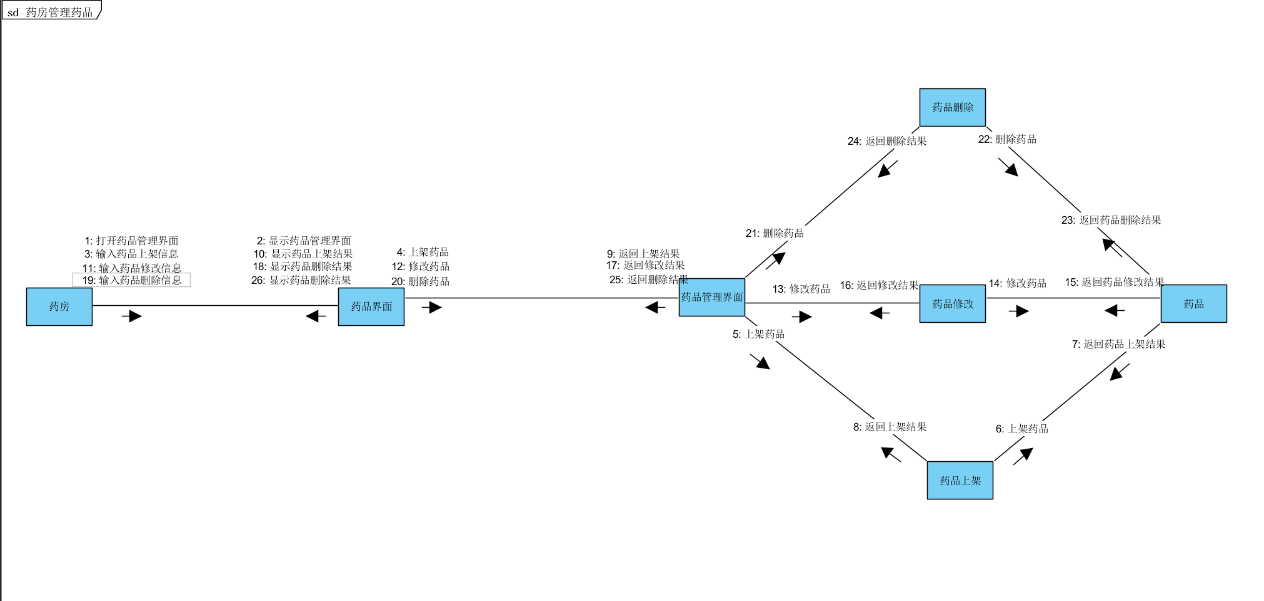 sd 药房管理药品
药品删除
24: 返回删除结果
22: 删除药品
23: 返回药品删除结果
21: 删除药品
1: 打开药品管理界面
3: 输入药品上架信息
11: 输入药品修改信息
19: 输入药品删除信息
2: 显示药品管理界面
10: 显示药品上架结果
18: 显示药品删除结果
26: 显示药品删除结果
4: 上架药品
12: 修改药品
20: 删除药品
9: 返回上架结果
17: 返回修改结果
25: 返回删除结果
药房
药品界面
药品管理界面
13: 修改药品
16: 返回修改结果
药品修改
14: 修改药品
15: 返回药品修改结果
药品
5: 上架药品
7: 返回药品上架结果
8: 返回上架结果
6: 上架药品
药品上架